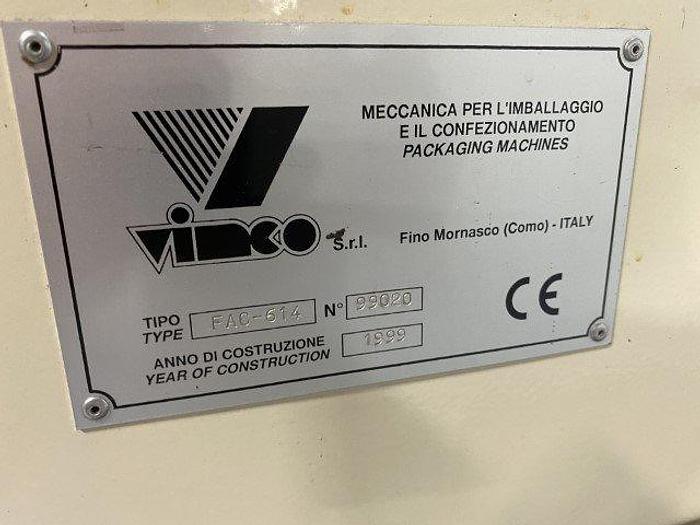 MECCANICA PER L'IMBALLAGGIO
E IL CONFEZIONAMENTO
PACKAGING MACHINES
VIMCO S.r.l.
Fino Mornasco (Como) - ITALY
TIPO
TYPE
FAC-614
N° 99020
ANNO DI COSTRUZIONE
YEAR OF CONSTRUCTION
1999
CE